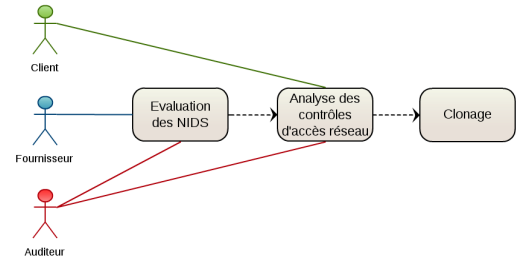 Client
Fournisseur
Auditeur
Evaluation
des NIDS
Analyse des
contrôles
d'accès réseau
Clonage